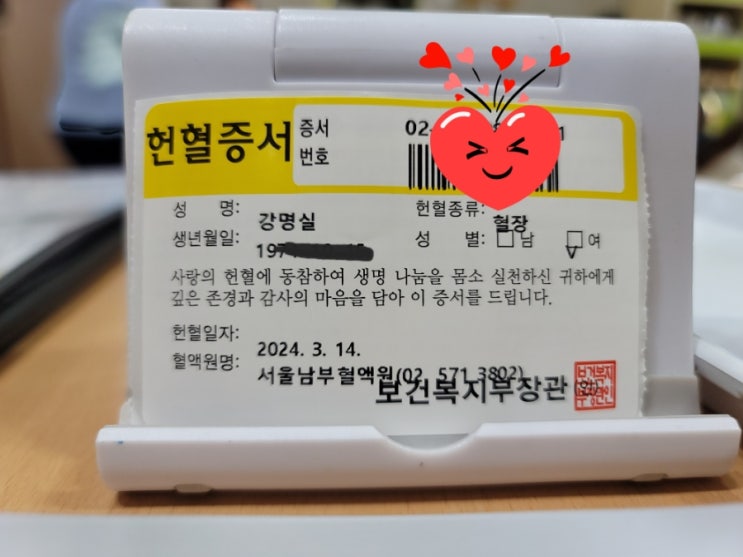 헌혈증서
증서
번호
02-
성 명: 강명실
헌혈종류: 혈장
생년월일: 197
성 별: 남 여
사랑의 헌혈에 동참하여 생명 나눔을 몸소 실천하신 귀하에게
깊은 존경과 감사의 마음을 담아 이 증서를 드립니다.
헌혈일자: 2024. 3. 14.
혈액원명: 서울남부혈액원(02 571 3802)
보건복지부장관